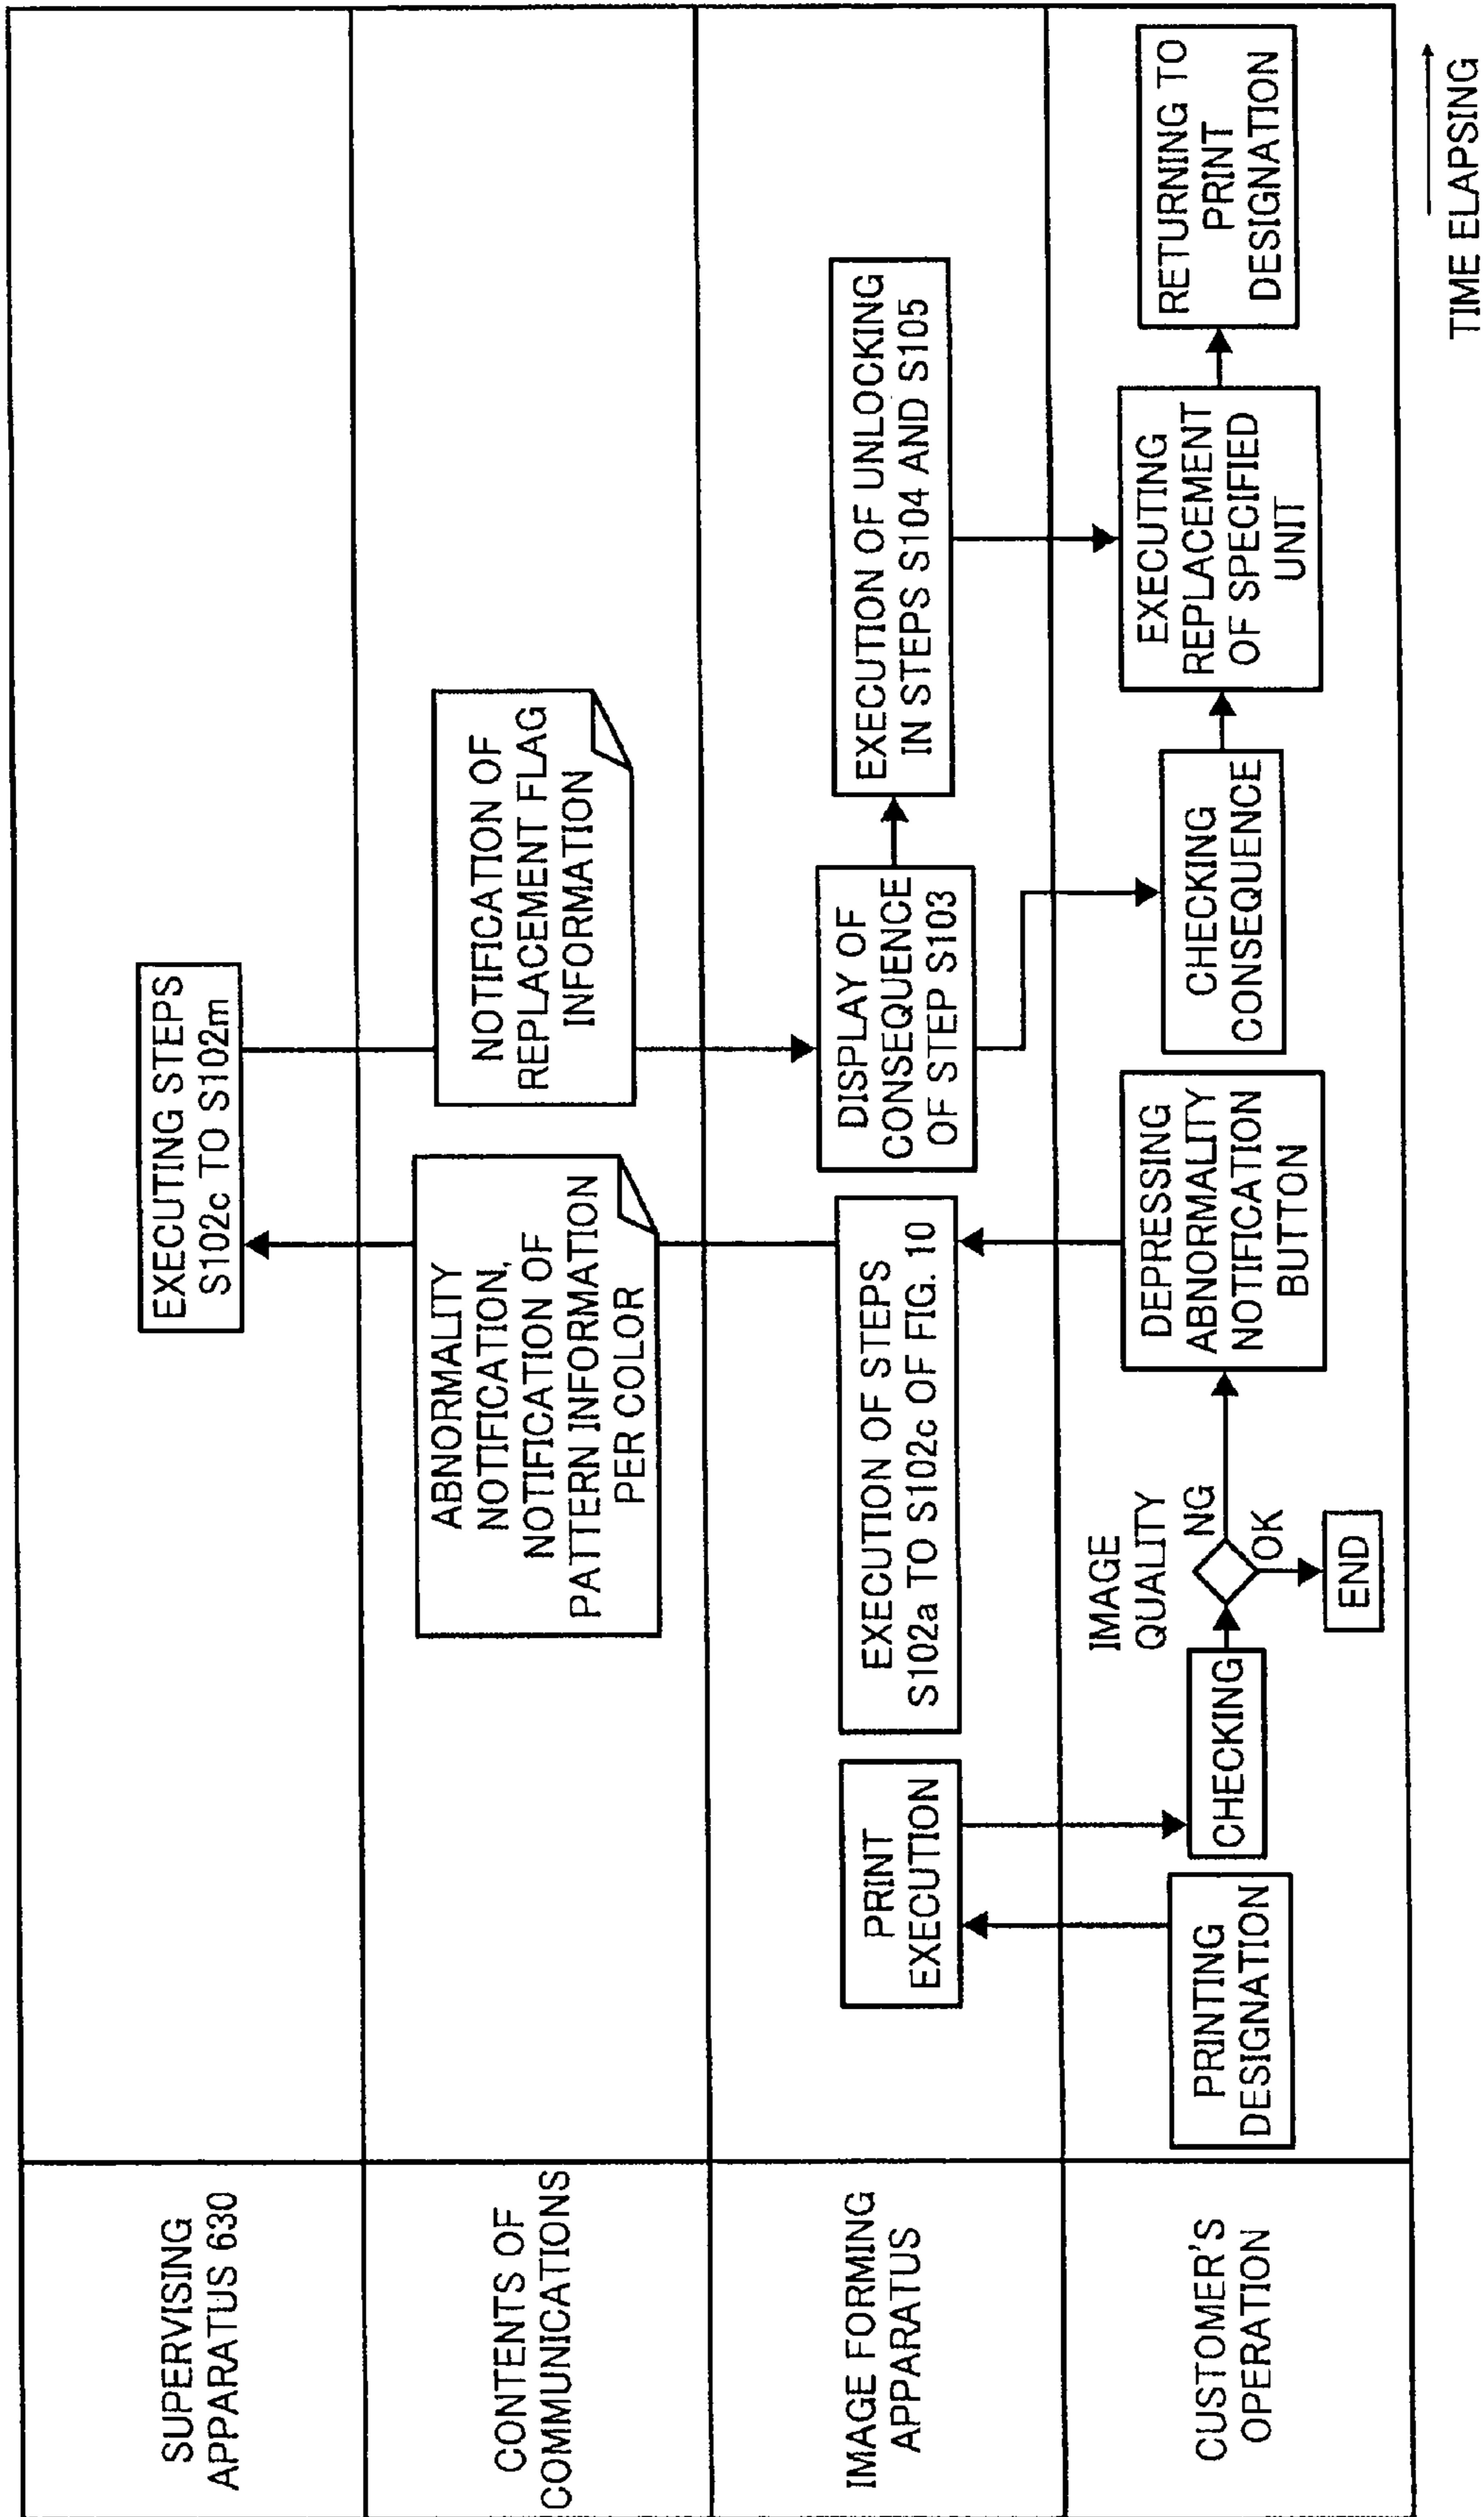 SUPERVISING
APPARATUS 630
EXECUTING STEPS
S102c TO S102m
CONTENTS OF
COMMUNICATIONS
ABNORMALITY
NOTIFICATION,
NOTIFICATION OF
PATTERN INFORMATION
PER COLOR
NOTIFICATION OF
REPLACEMENT FLAG
INFORMATION
IMAGE FORMING
APPARATUS
PRINT
EXECUTION
EXECUTION OF STEPS
S102a TO S102c OF FIG. 10
DISPLAY OF
CONSEQUENCE
OF STEP S103
EXECUTION OF UNLOCKING
IN STEPS S104 AND S105
CUSTOMER'S
OPERATION
PRINTING
DESIGNATION
CHECKING
IMAGE
QUALITY
NG
OK
END
DEPRESSING
ABNORMALITY
NOTIFICATION
BUTTON
CHECKING
CONSEQUENCE
EXECUTING
REPLACEMENT
OF SPECIFIED
UNIT
RETURNING TO
PRINT
DESIGNATION
TIME ELAPSING